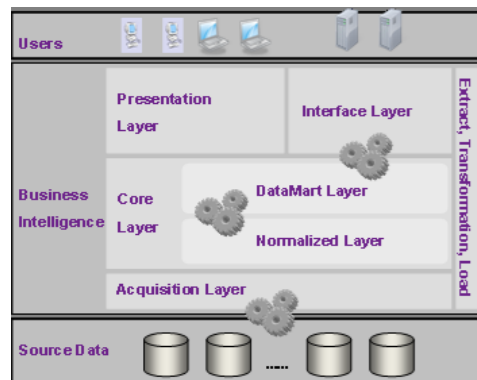 Users
Presentation
Layer
Interface Layer
Extract, Transformation, Load
Business
Intelligence
Core
Layer
DataMart Layer
Normalized Layer
Acquisition Layer
Source Data
......